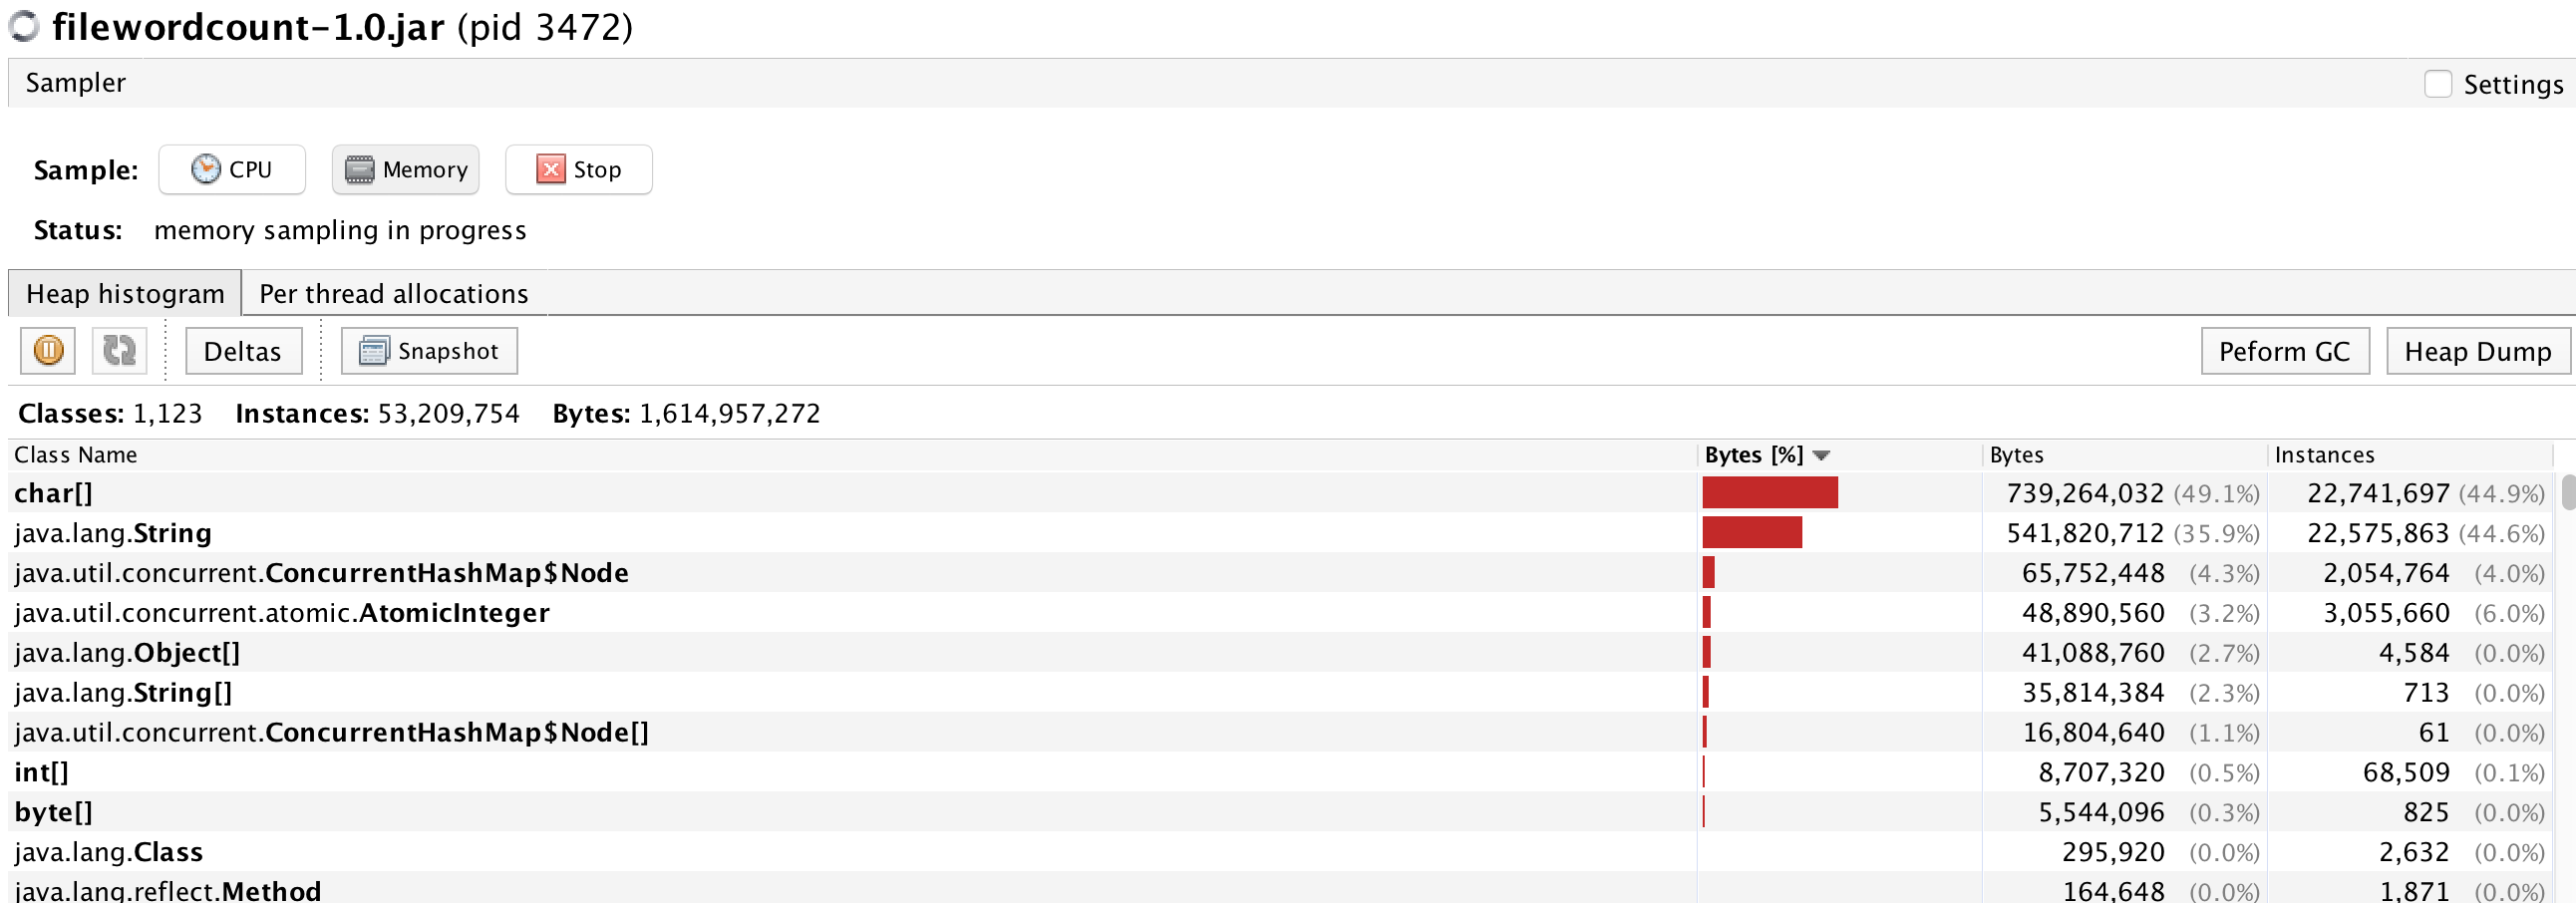 filewordcount-1.0.jar (pid 3472)
Sampler Settings
Sample: CPU Memory Stop
Status: memory sampling in progress
Heap histogram Per thread allocations
Deltas Snapshot Peform GC Heap Dump
Classes: 1,123 Instances: 53,209,754 Bytes: 1,614,957,272
Class Name Bytes [%] Bytes Instances
char[] 739,264,032 (49.1%) 22,741,697 (44.9%)
java.lang.String 541,820,712 (35.9%) 22,575,863 (44.6%)
java.util.concurrent.ConcurrentHashMap$Node 65,752,448 (4.3%) 2,054,764 (4.0%)
java.util.concurrent.atomic.AtomicInteger 48,890,560 (3.2%) 3,055,660 (6.0%)
java.lang.Object[] 41,088,760 (2.7%) 4,584 (0.0%)
java.lang.String[] 35,814,384 (2.3%) 713 (0.0%)
java.util.concurrent.ConcurrentHashMap$Node[] 16,804,640 (1.1%) 61 (0.0%)
int[] 8,707,320 (0.5%) 68,509 (0.1%)
byte[] 5,544,096 (0.3%) 825 (0.0%)
java.lang.Class 295,920 (0.0%) 2,632 (0.0%)
java.lang.reflect.Method 164,648 (0.0%) 1,871 (0.0%)